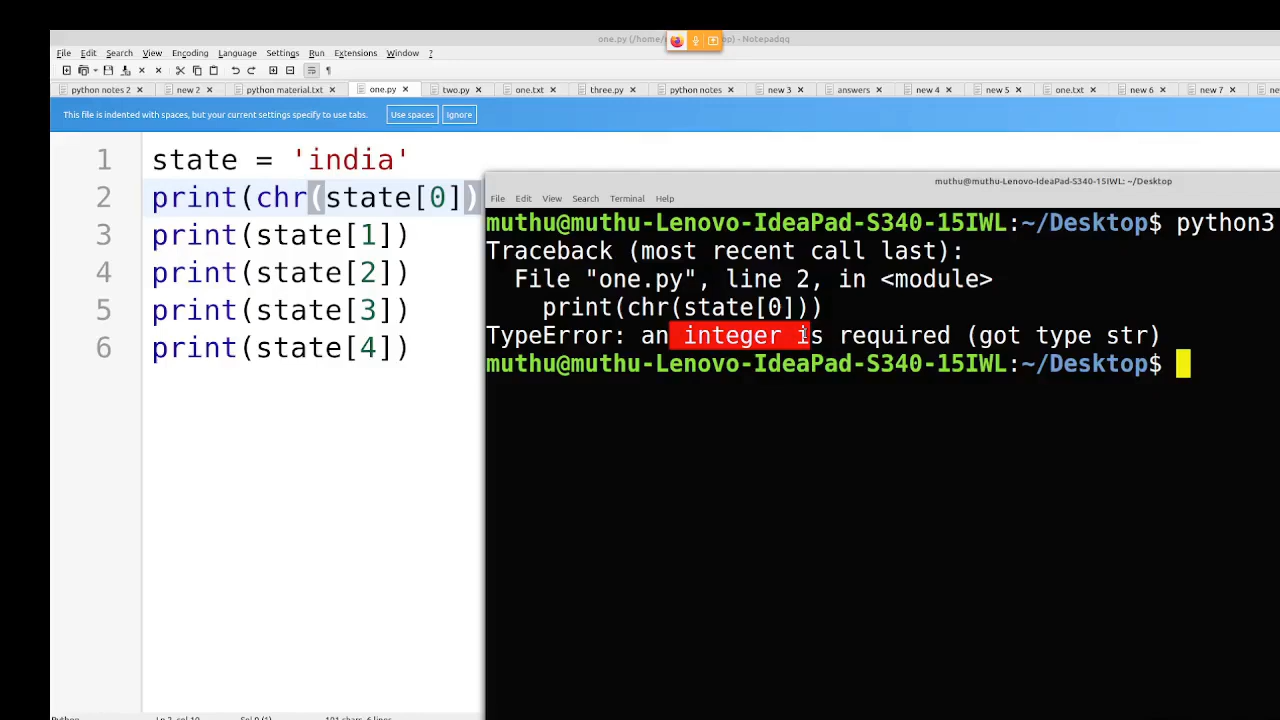 one.py (/home/ op) - Notepadqq
File Edit Search View Encoding Language Settings Run Extensions Window ?
python notes 2 new 2 python material.txt one.py two.py one.txt three.py python notes new 3 answers new 4 new 5 one.txt new 6 new 7
This file is indented with spaces, but your current settings specify to use tabs. Use spaces Ignore
1 state = 'india'
2 print(chr(state[0])
3 print(state[1])
4 print(state[2])
5 print(state[3])
6 print(state[4])
muthu@muthu-Lenovo-IdeaPad-S340-15IWL: ~/Desktop
File Edit View Search Terminal Help
muthu@muthu-Lenovo-IdeaPad-S340-15IWL:~/Desktop$ python3
Traceback (most recent call last):
File "one.py", line 2, in <module>
print(chr(state[0]))
TypeError: an integer is required (got type str)
muthu@muthu-Lenovo-IdeaPad-S340-15IWL:~/Desktop$